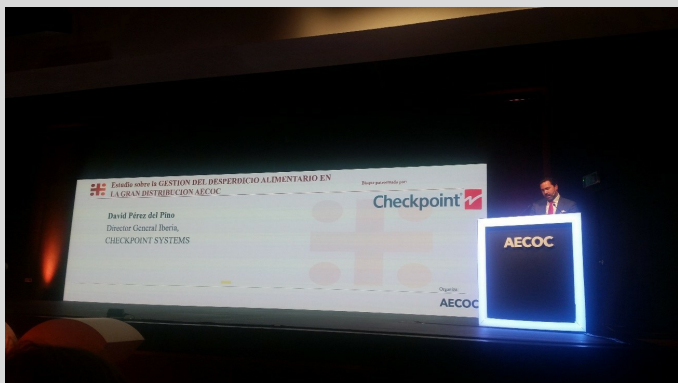 Estudio sobre la GESTION DEL DESPERDICIO ALIMENTARIO EN
LA GRAN DISTRIBUCION AECOC
Checkpoint
David Pérez del Pino
Director General Iberia,
CHECKPOINT SYSTEMS
AECOC
Organiza:
AECOC